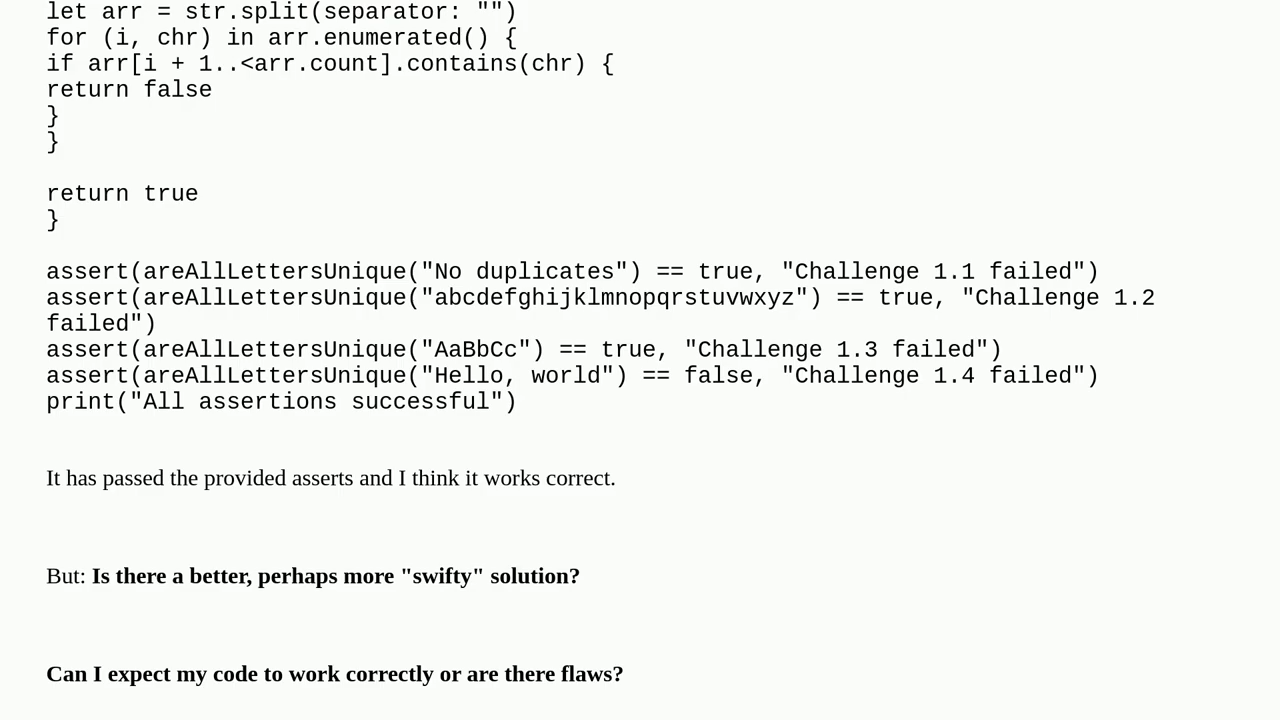 let arr = str.split(separator: "")
for (i, chr) in arr.enumerated() {
if arr[i + 1..<arr.count].contains(chr) {
return false
}
}
return true
}
assert(areAllLettersUnique("No duplicates") == true, "Challenge 1.1 failed")
assert(areAllLettersUnique("abcdefghijklmnopqrstuvwxyz") == true, "Challenge 1.2
failed")
assert(areAllLettersUnique("AaBbCc") == true, "Challenge 1.3 failed")
assert(areAllLettersUnique("Hello, world") == false, "Challenge 1.4 failed")
print("All assertions successful")
It has passed the provided asserts and I think it works correct.
But: Is there a better, perhaps more "swifty" solution?
Can I expect my code to work correctly or are there flaws?